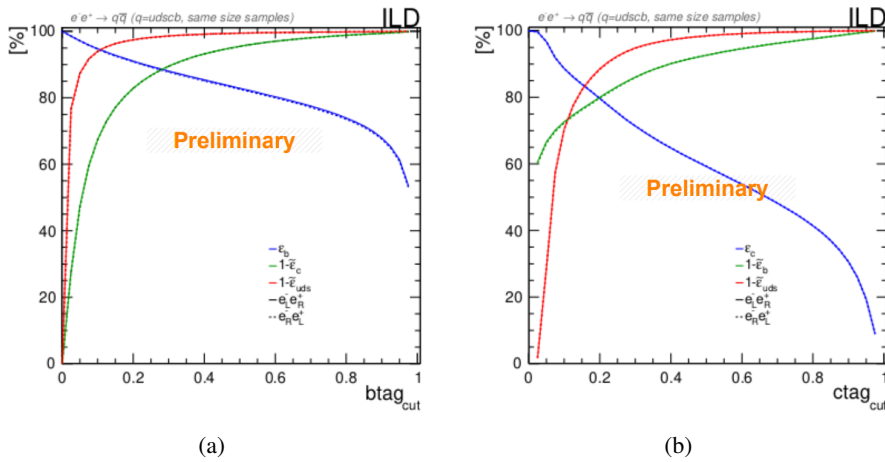 e⁻e⁺ → qq̄ (q=udscb, same size samples)
ILD
[%]
100
80
60
40
20
0
Preliminary
ε_b
1-ε̃_c
1-ε̃_uds
e⁻_L e⁺_R
e⁻_R e⁺_L
0 0.2 0.4 0.6 0.8 1
btag_cut
(a)
e⁻e⁺ → qq̄ (q=udscb, same size samples)
ILD
[%]
100
80
60
40
20
0
Preliminary
ε_c
1-ε̃_b
1-ε̃_uds
e⁻_L e⁺_R
e⁻_R e⁺_L
0 0.2 0.4 0.6 0.8 1
ctag_cut
(b)